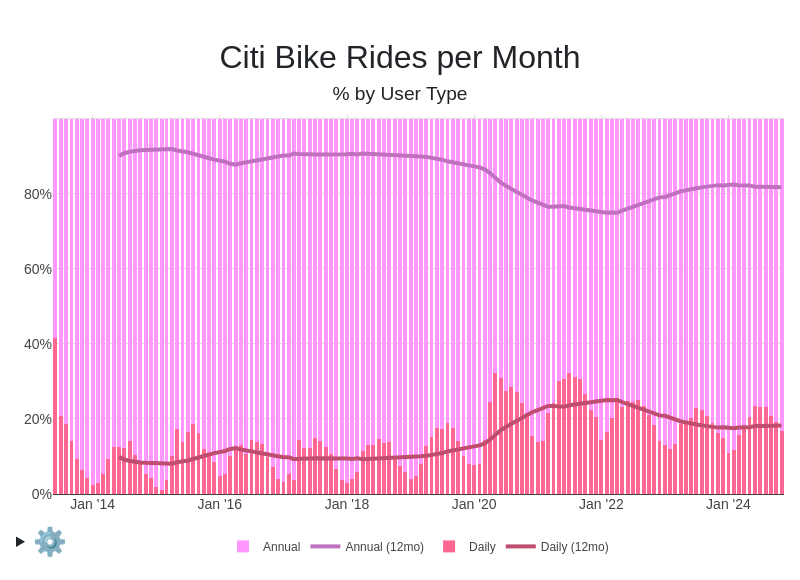 Citi Bike Rides per Month
% by User Type
80%
60%
40%
20%
0%
Jan '14 Jan '16 Jan '18 Jan '20 Jan '22 Jan '24
Annual Annual (12mo) Daily Daily (12mo)